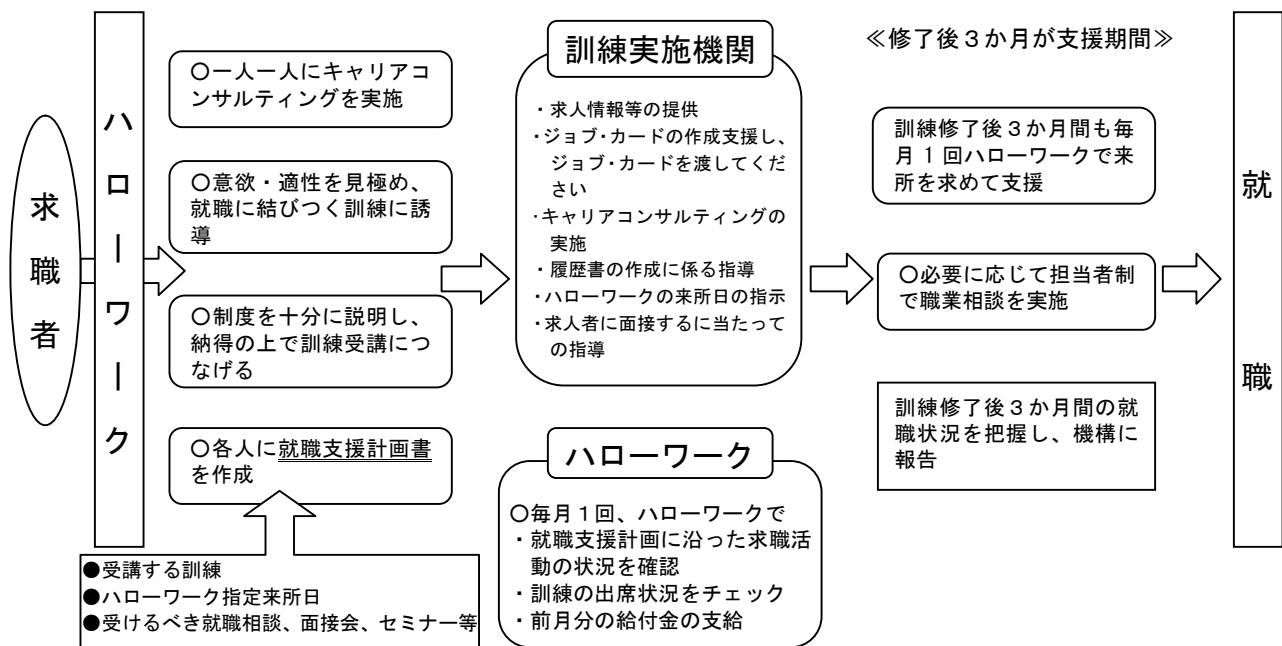 求職者
ハローワーク
〇一人一人にキャリアコ
ンサルティングを実施
〇意欲・適性を見極め、
就職に結びつく訓練に誘
導
〇制度を十分に説明し、
納得の上で訓練受講につ
なげる
〇各人に就職支援計画書
を作成
●受講する訓練
●ハローワーク指定来所日
●受けるべき就職相談、面接会、セミナー等
訓練実施機関
・求人情報等の提供
・ジョブ・カードの作成支援し、
ジョブ・カードを渡してくだ
さい
・キャリアコンサルティングの
実施
・履歴書の作成に係る指導
・ハローワークの来所日の指示
・求人者に面接するに当たって
の指導
ハローワーク
〇毎月１回、ハローワークで
・就職支援計画に沿った求職活
動の状況を確認
・訓練の出席状況をチェック
・前月分の給付金の支給
≪修了後３か月が支援期間≫
訓練修了後３か月間も毎
月１回ハローワークで来
所を求めて支援
〇必要に応じて担当者制
で職業相談を実施
訓練修了後３か月間の就
職状況を把握し、機構に
報告
就職